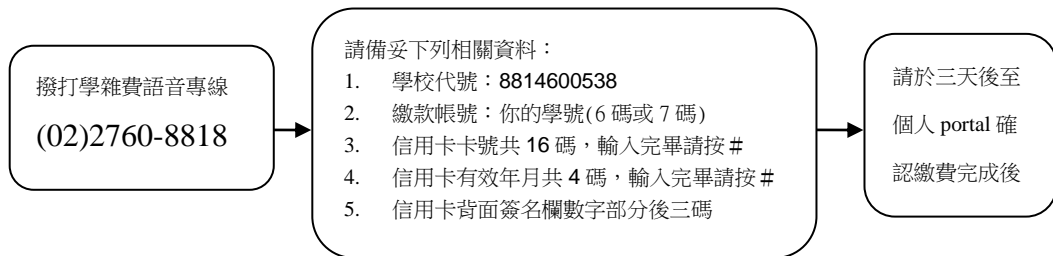 撥打學雜費語音專線
(02)2760-8818
請備妥下列相關資料：
1. 學校代號：8814600538
2. 繳款帳號：你的學號(6 碼或 7 碼)
3. 信用卡卡號共 16 碼，輸入完畢請按＃
4. 信用卡有效年月共 4 碼，輸入完畢請按＃
5. 信用卡背面簽名欄數字部分後三碼
請於三天後至
個人 portal 確
認繳費完成後